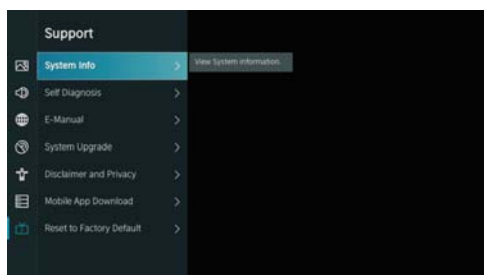 Support
System Info
View System information.
Self Diagnosis
E-Manual
System Upgrade
Disclaimer and Privacy
Mobile App Download
Reset to Factory Default